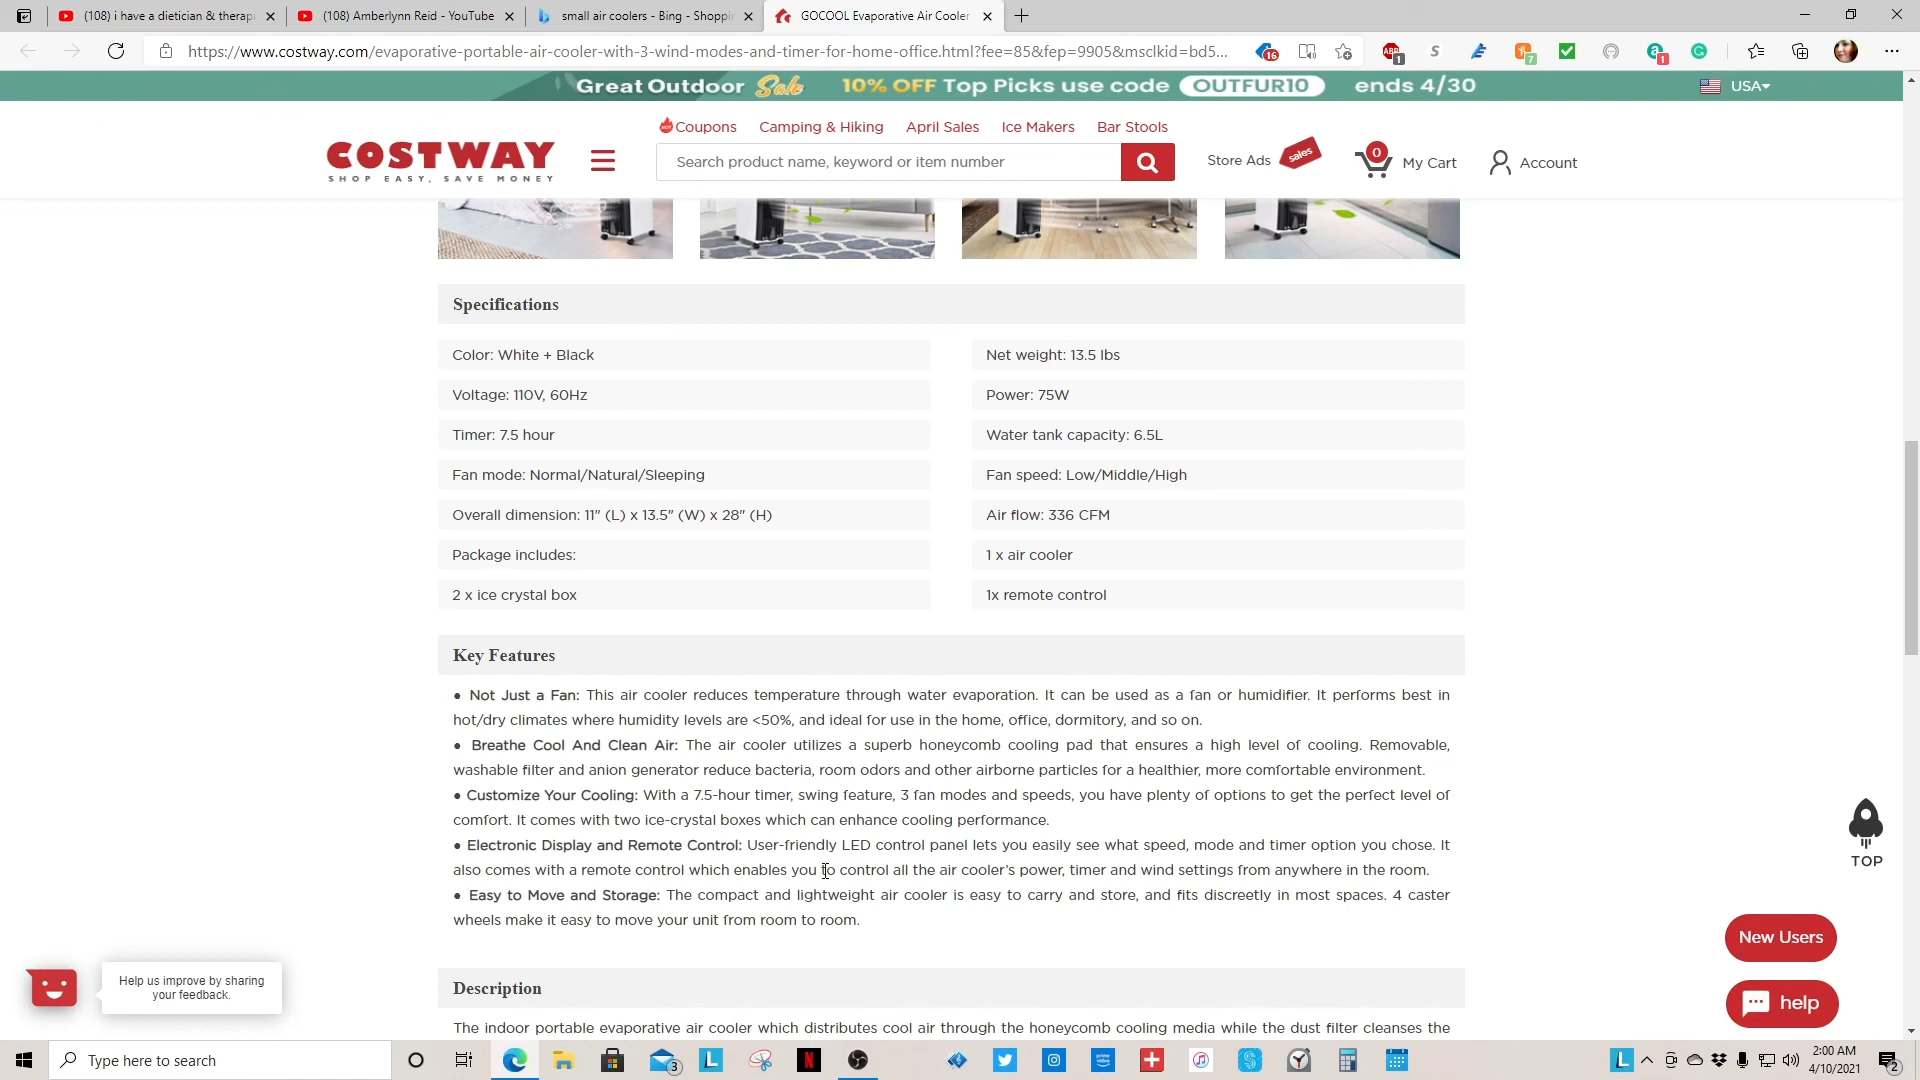 (108) i have a dietician & therapi
(108) Amberlynn Reid - YouTube
small air coolers - Bing - Shoppin
GOCOOL Evaporative Air Cooler
https://www.costway.com/evaporative-portable-air-cooler-with-3-wind-modes-and-timer-for-home-office.html?fee=85&fep=9905&msclkid=bd5...
16
ABP
1
S
7
a
1
G
Great Outdoor Sale 10% OFF Top Picks use code OUTFUR10 ends 4/30
USA
Coupons
Camping & Hiking
April Sales
Ice Makers
Bar Stools
COSTWAY
SHOP EASY, SAVE MONEY
Search product name, keyword or item number
Store Ads
sales
0
My Cart
Account
Specifications
Color: White + Black
Net weight: 13.5 lbs
Voltage: 110V, 60Hz
Power: 75W
Timer: 7.5 hour
Water tank capacity: 6.5L
Fan mode: Normal/Natural/Sleeping
Fan speed: Low/Middle/High
Overall dimension: 11" (L) x 13.5" (W) x 28" (H)
Air flow: 336 CFM
Package includes:
1 x air cooler
2 x ice crystal box
1x remote control
Key Features
● Not Just a Fan: This air cooler reduces temperature through water evaporation. It can be used as a fan or humidifier. It performs best in
hot/dry climates where humidity levels are <50%, and ideal for use in the home, office, dormitory, and so on.
● Breathe Cool And Clean Air: The air cooler utilizes a superb honeycomb cooling pad that ensures a high level of cooling. Removable,
washable filter and anion generator reduce bacteria, room odors and other airborne particles for a healthier, more comfortable environment.
● Customize Your Cooling: With a 7.5-hour timer, swing feature, 3 fan modes and speeds, you have plenty of options to get the perfect level of
comfort. It comes with two ice-crystal boxes which can enhance cooling performance.
● Electronic Display and Remote Control: User-friendly LED control panel lets you easily see what speed, mode and timer option you chose. It
also comes with a remote control which enables you to control all the air cooler's power, timer and wind settings from anywhere in the room.
● Easy to Move and Storage: The compact and lightweight air cooler is easy to carry and store, and fits discreetly in most spaces. 4 caster
wheels make it easy to move your unit from room to room.
TOP
New Users
Help us improve by sharing
your feedback.
Description
help
The indoor portable evaporative air cooler which distributes cool air through the honeycomb cooling media while the dust filter cleanses the
Type here to search
3
L
N
prime video
L
2:00 AM
4/10/2021
2